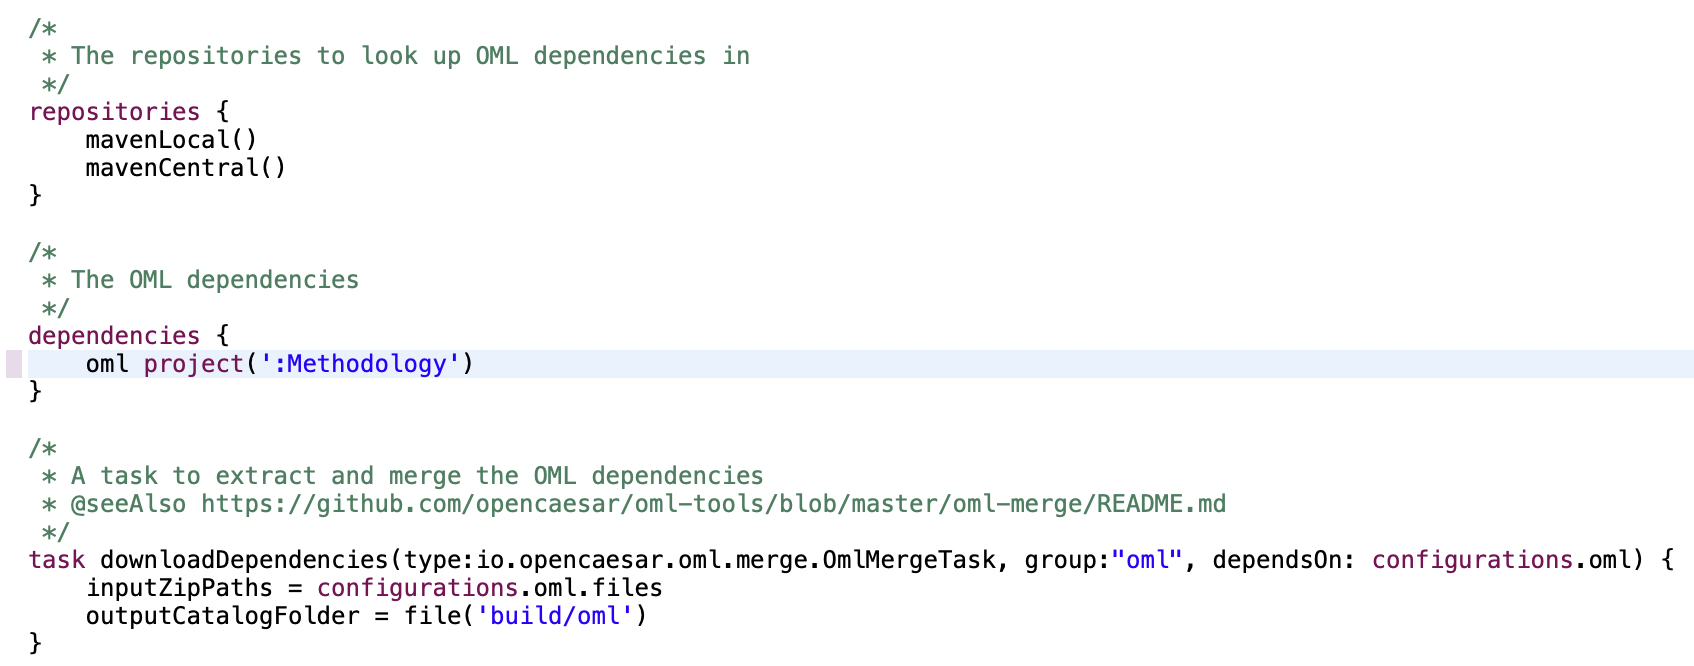 /*
 * The repositories to look up OML dependencies in
 */
repositories {
    mavenLocal()
    mavenCentral()
}

/*
 * The OML dependencies
 */
dependencies {
    oml project(':Methodology')
}

/*
 * A task to extract and merge the OML dependencies
 * @seeAlso https://github.com/opencaesar/oml-tools/blob/master/oml-merge/README.md
 */
task downloadDependencies(type:io.opencaesar.oml.merge.OmlMergeTask, group:"oml", dependsOn: configurations.oml) {
    inputZipPaths = configurations.oml.files
    outputCatalogFolder = file('build/oml')
}